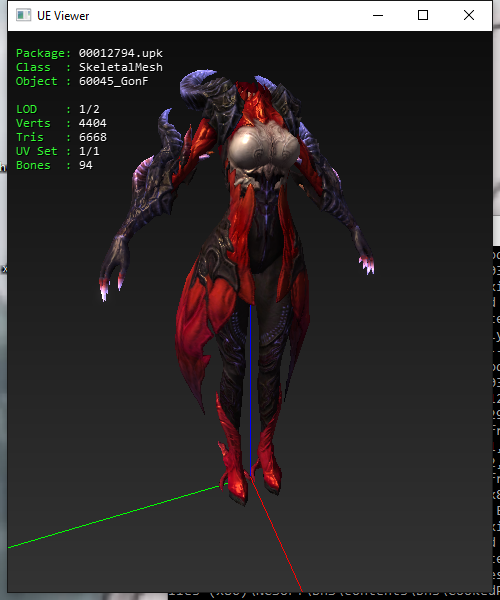 UE Viewer
Package: 00012794.upk
Class  : SkeletalMesh
Object : 60045_GonF
LOD    : 1/2
Verts  : 4404
Tris   : 6668
UV Set : 1/1
Bones  : 94